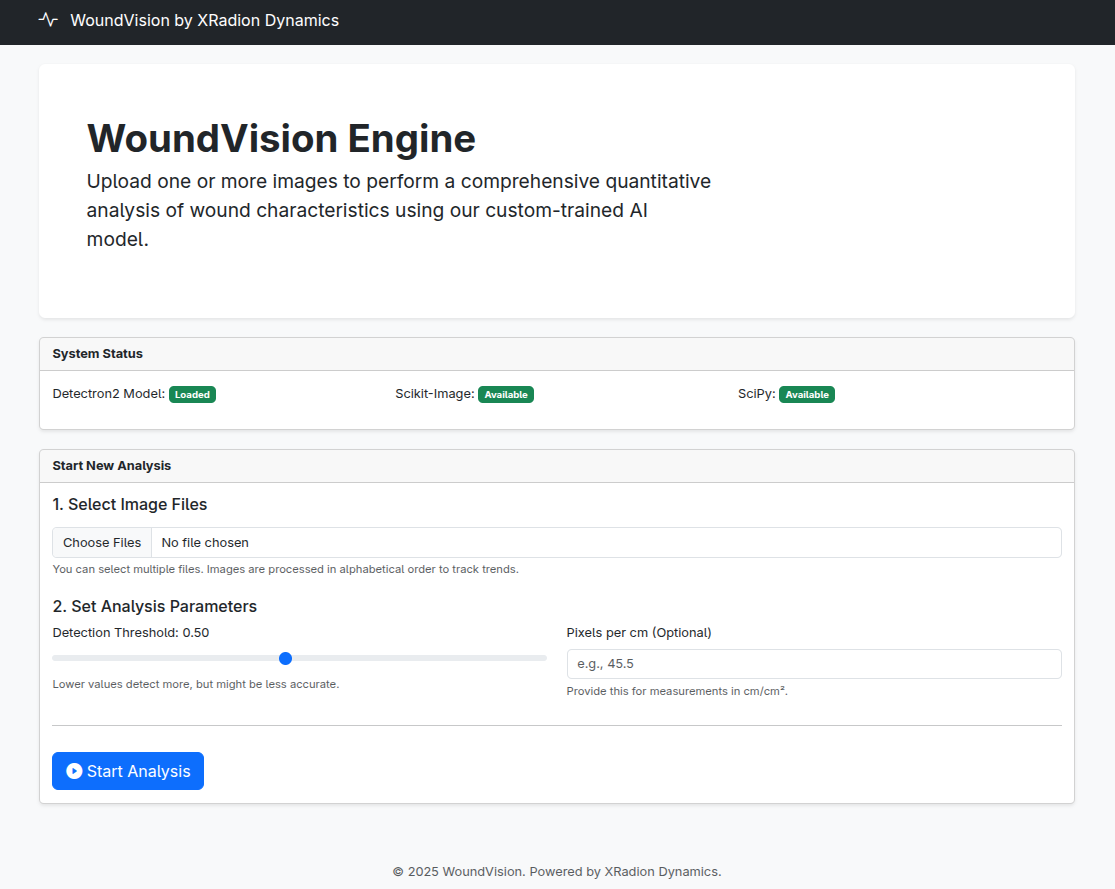 WoundVision by XRadion Dynamics
WoundVision Engine
Upload one or more images to perform a comprehensive quantitative
analysis of wound characteristics using our custom-trained AI
model.
System Status
Detectron2 Model: Loaded
Scikit-Image: Available
SciPy: Available
Start New Analysis
1. Select Image Files
Choose Files No file chosen
You can select multiple files. Images are processed in alphabetical order to track trends.
2. Set Analysis Parameters
Detection Threshold: 0.50
Lower values detect more, but might be less accurate.
Pixels per cm (Optional)
e.g., 45.5
Provide this for measurements in cm/cm².
Start Analysis
© 2025 WoundVision. Powered by XRadion Dynamics.